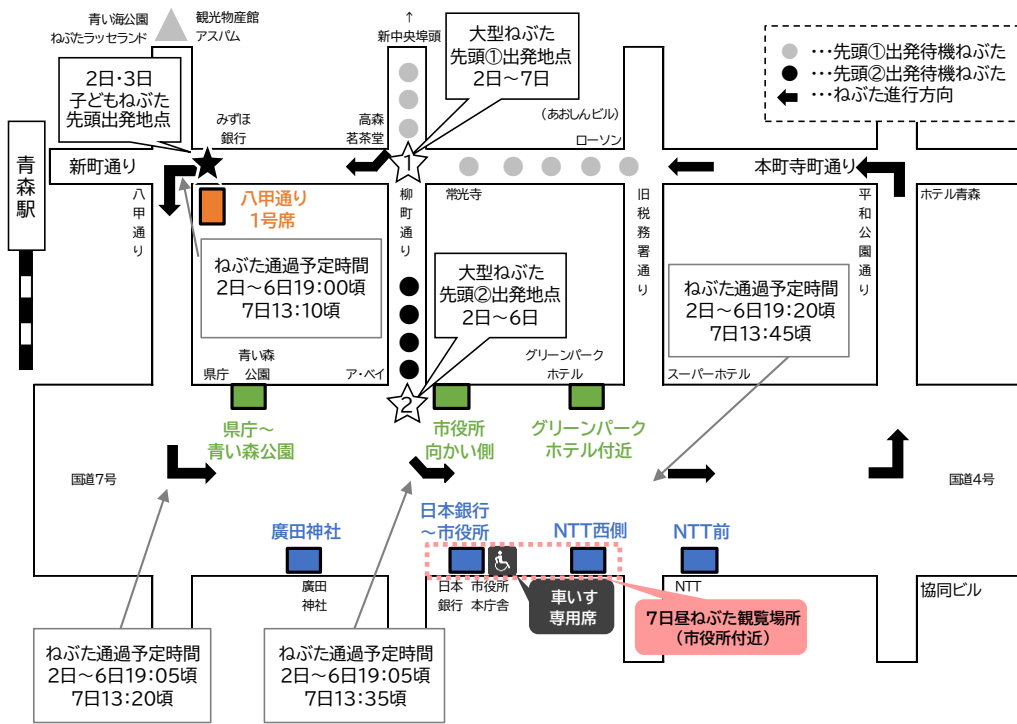 青い海公園
ねぶたラッセランド
観光物産館
アスパム
↑
新中央埠頭
大型ねぶた
先頭①出発地点
2日～7日
…先頭①出発待機ねぶた
…先頭②出発待機ねぶた
…ねぶた進行方向
2日・3日
子どもねぶた
先頭出発地点
みずほ
銀行
高森
茗茶堂
(あおしんビル)
ローソン
青森駅
新町通り
1
本町寺町通り
八甲通り
八甲通り
1号席
柳町通り
常光寺
旧税務署通り
平和公園通り
ホテル青森
ねぶた通過予定時間
2日～6日19:00頃
7日13:10頃
大型ねぶた
先頭②出発地点
2日～6日
ねぶた通過予定時間
2日～6日19:20頃
7日13:45頃
県庁
青い森
公園
ア・ベイ
グリーンパーク
ホテル
スーパーホテル
2
県庁～
青い森公園
市役所
向かい側
グリーンパーク
ホテル付近
国道7号
国道4号
廣田神社
日本銀行
～市役所
NTT西側
NTT前
廣田
神社
日本
銀行
市役所
本庁舎
車いす
専用席
NTT
協同ビル
7日昼ねぶた観覧場所
（市役所付近）
ねぶた通過予定時間
2日～6日19:05頃
7日13:20頃
ねぶた通過予定時間
2日～6日19:05頃
7日13:35頃